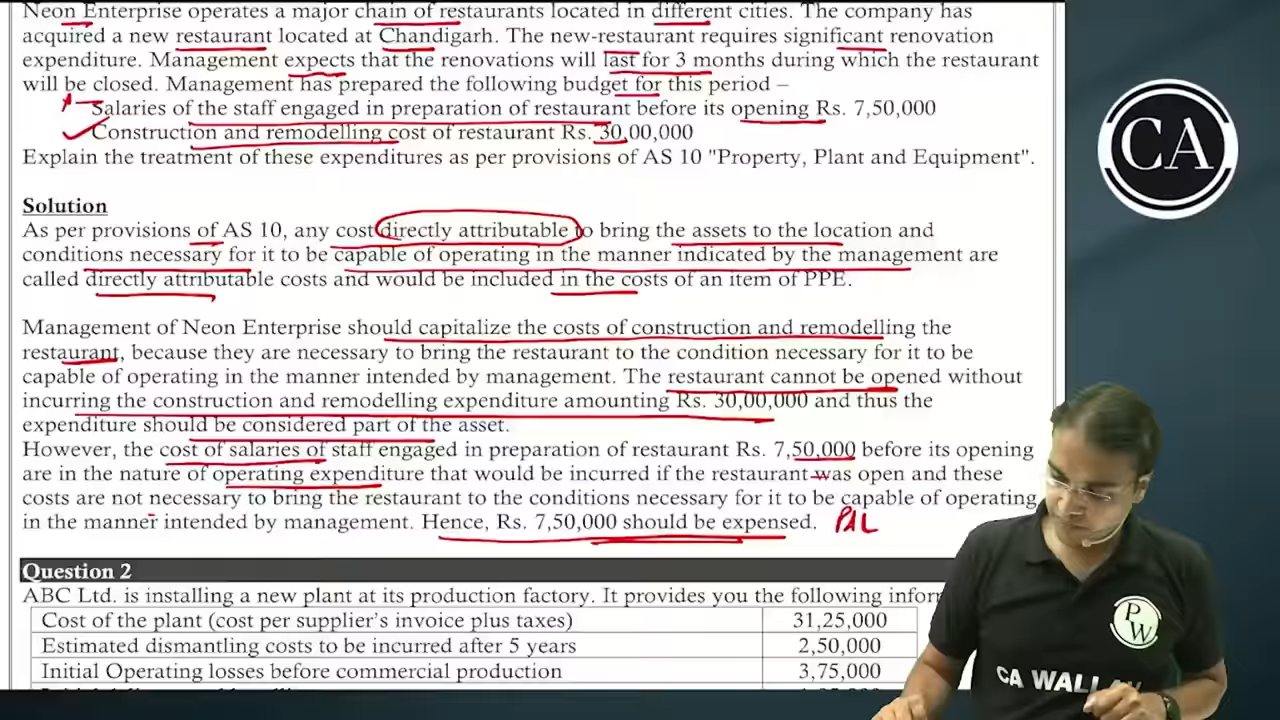 Neon Enterprise operates a major chain of restaurants located in different cities. The company has
acquired a new restaurant located at Chandigarh. The new-restaurant requires significant renovation
expenditure. Management expects that the renovations will last for 3 months during which the restaurant
will be closed. Management has prepared the following budget for this period –
Salaries of the staff engaged in preparation of restaurant before its opening Rs. 7,50,000
Construction and remodelling cost of restaurant Rs. 30,00,000
Explain the treatment of these expenditures as per provisions of AS 10 "Property, Plant and Equipment".
Solution
As per provisions of AS 10, any cost directly attributable to bring the assets to the location and
conditions necessary for it to be capable of operating in the manner indicated by the management are
called directly attributable costs and would be included in the costs of an item of PPE.
Management of Neon Enterprise should capitalize the costs of construction and remodelling the
restaurant, because they are necessary to bring the restaurant to the condition necessary for it to be
capable of operating in the manner intended by management. The restaurant cannot be opened without
incurring the construction and remodelling expenditure amounting Rs. 30,00,000 and thus the
expenditure should be considered part of the asset.
However, the cost of salaries of staff engaged in preparation of restaurant Rs. 7,50,000 before its opening
are in the nature of operating expenditure that would be incurred if the restaurant was open and these
costs are not necessary to bring the restaurant to the conditions necessary for it to be capable of operating
in the manner intended by management. Hence, Rs. 7,50,000 should be expensed. P&L
Question 2
ABC Ltd. is installing a new plant at its production factory. It provides you the following
Cost of the plant (cost per supplier's invoice plus taxes) 31,25,000
Estimated dismantling costs to be incurred after 5 years 2,50,000
Initial Operating losses before commercial production 3,75,000
CA
PW
CA